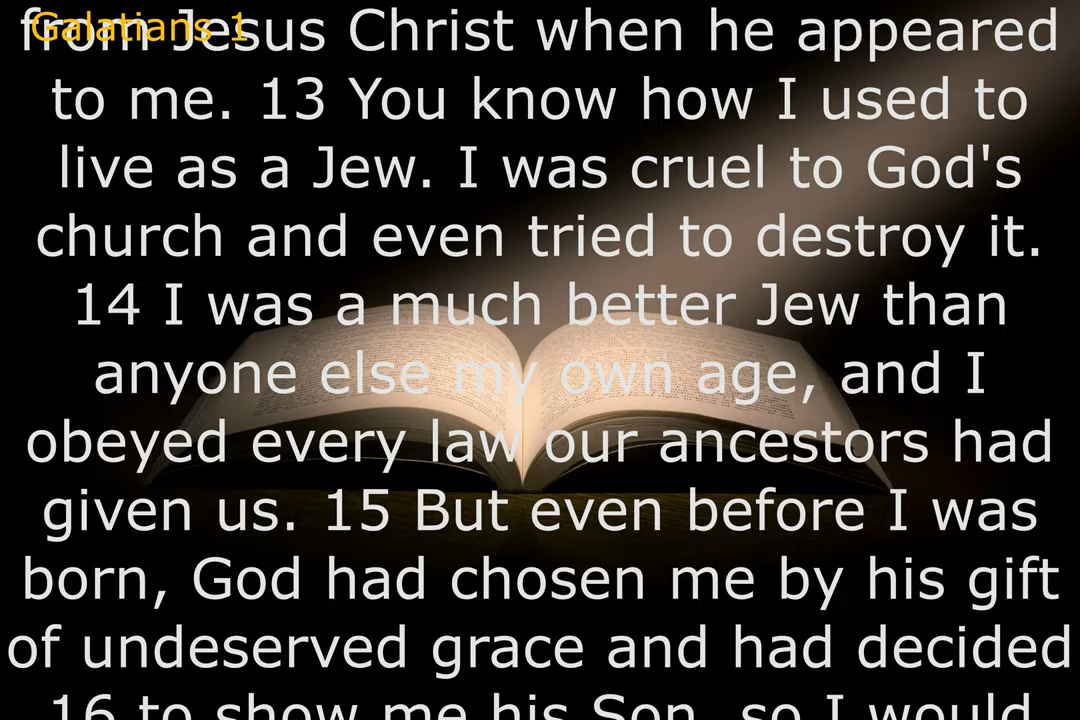 Galatians 1
from Jesus Christ when he appeared
to me. 13 You know how I used to
live as a Jew. I was cruel to God's
church and even tried to destroy it.
14 I was a much better Jew than
anyone else my own age, and I
obeyed every law our ancestors had
given us. 15 But even before I was
born, God had chosen me by his gift
of undeserved grace and had decided
16 to show me his Son, so I would